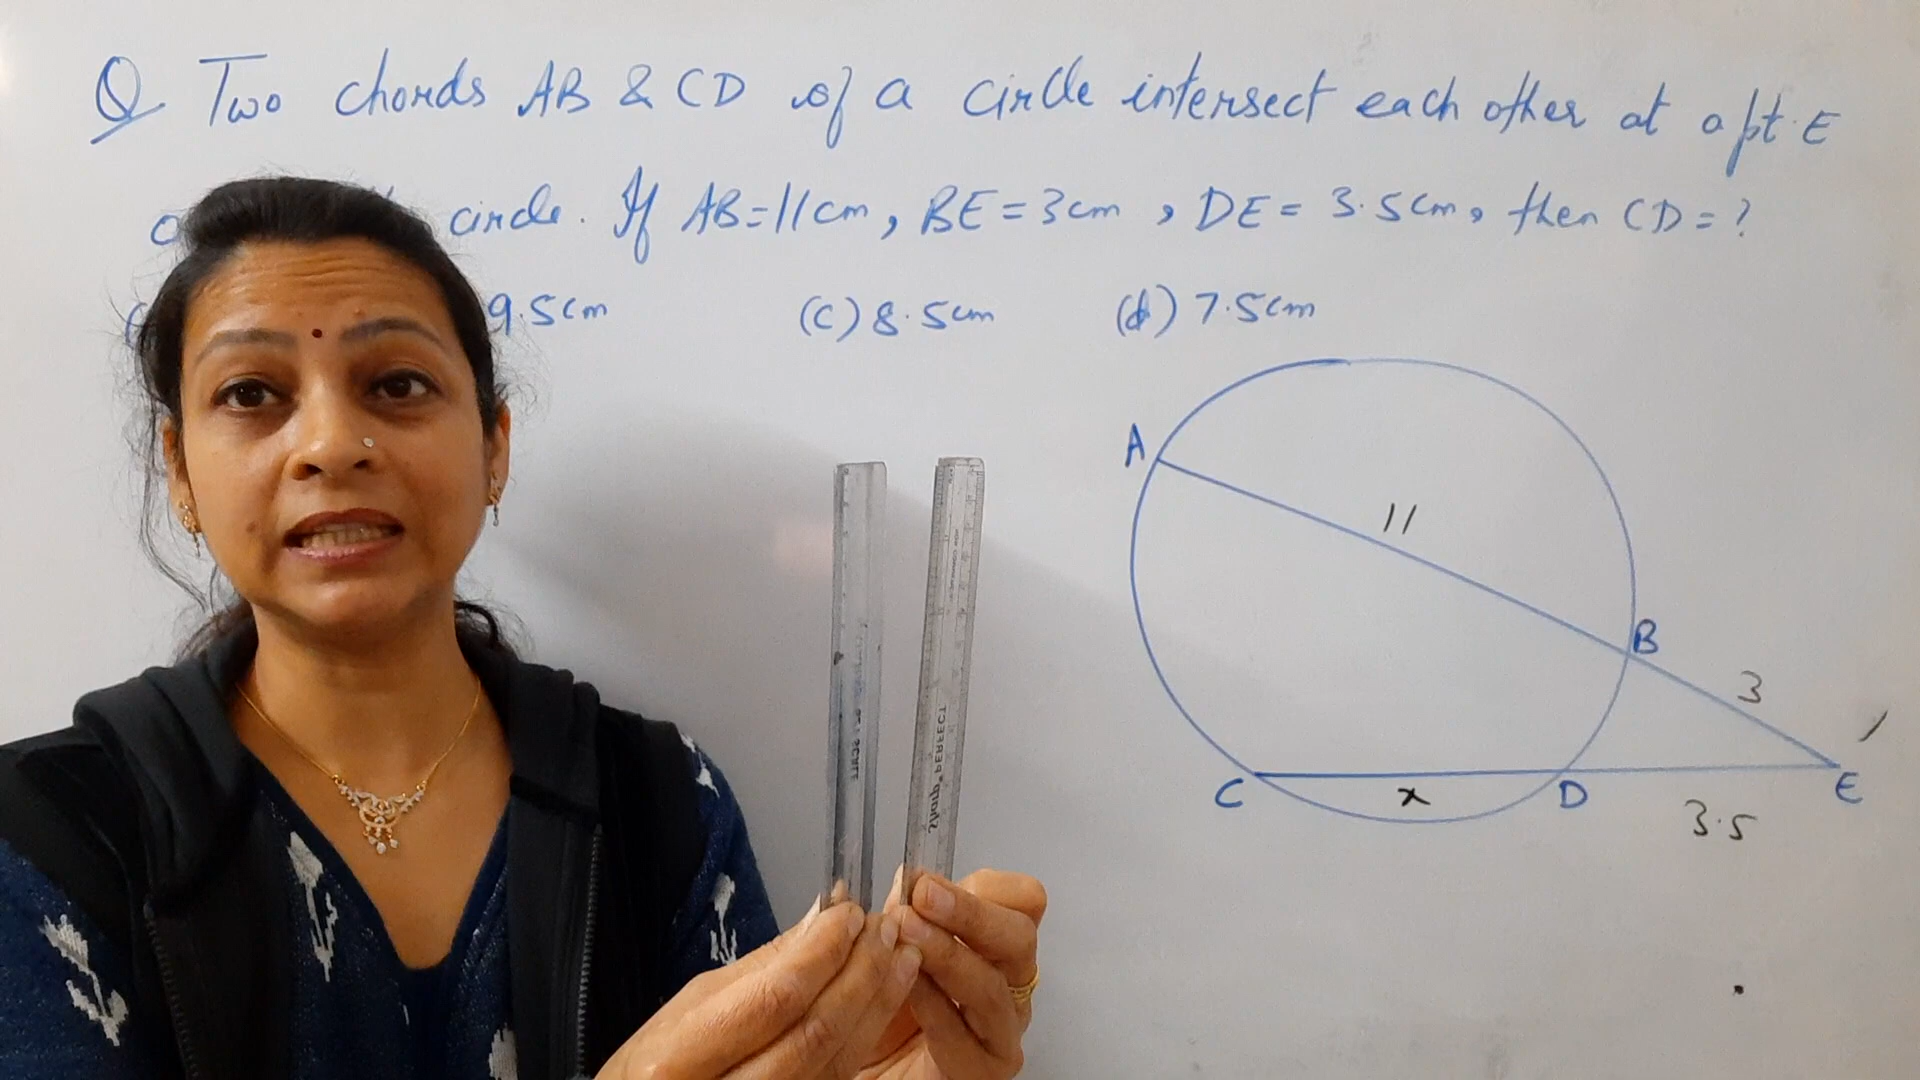 Q Two chords AB & CD of a circle intersect each other at a pt. E
circle. If AB=11cm, BE=3cm, DE=3.5cm, then CD=?
9.5cm (c) 8.5cm (d) 7.5cm
A
11
B
3
C x D E
3.5
PERFECT